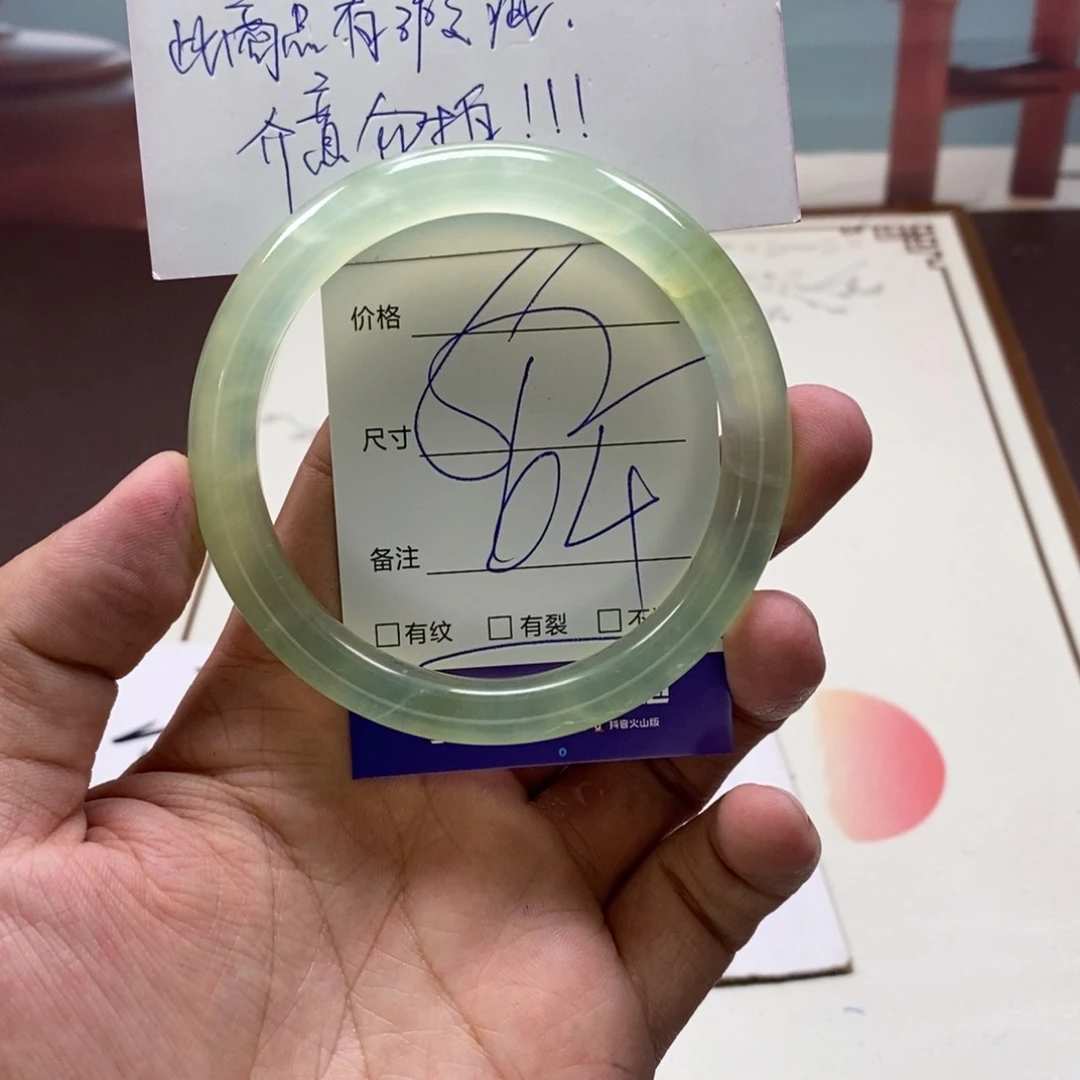 此商品有瑕疵.
介意勿拍!!!
价格
尺寸
备注
64
□有纹 □有裂 □不
抖音火山版